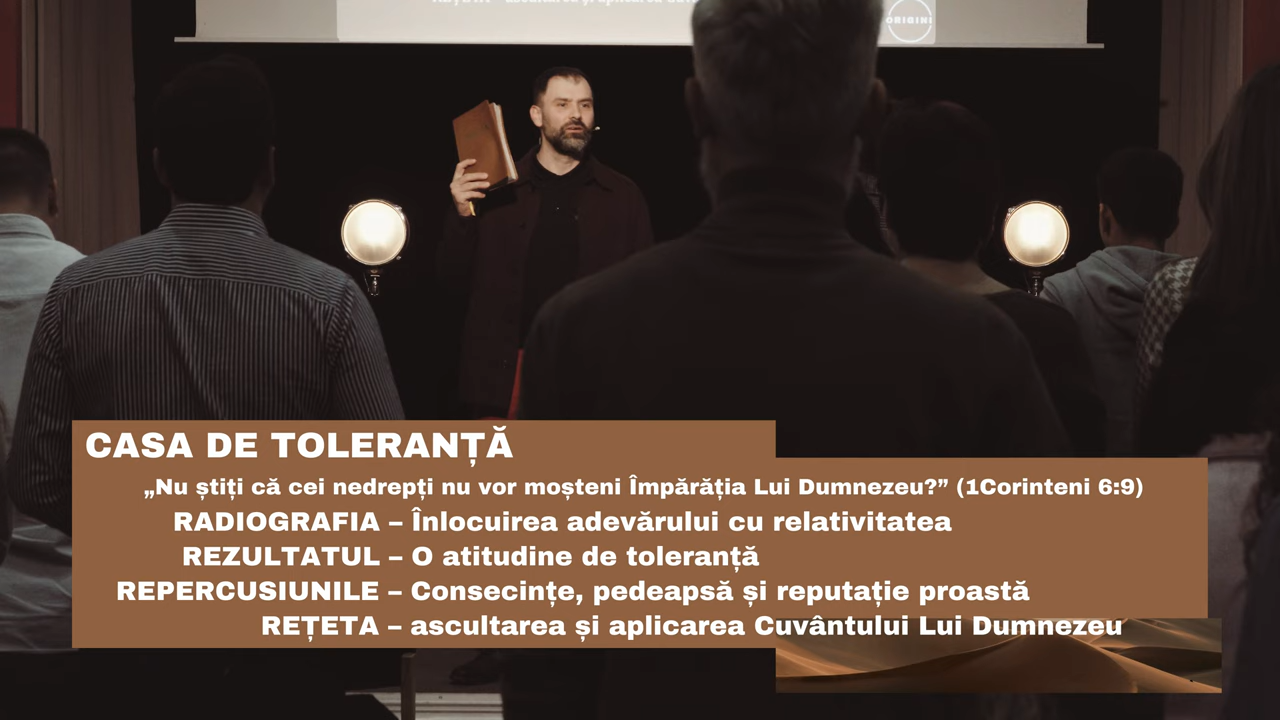 ORIGINI
CASA DE TOLERANȚĂ
„Nu știți că cei nedrepți nu vor moșteni Împărăția Lui Dumnezeu?” (1Corinteni 6:9)
RADIOGRAFIA – Înlocuirea adevărului cu relativitatea
REZULTATUL – O atitudine de toleranță
REPERCUSIUNILE – Consecințe, pedeapsă și reputație proastă
REȚETA – ascultarea și aplicarea Cuvântului Lui Dumnezeu